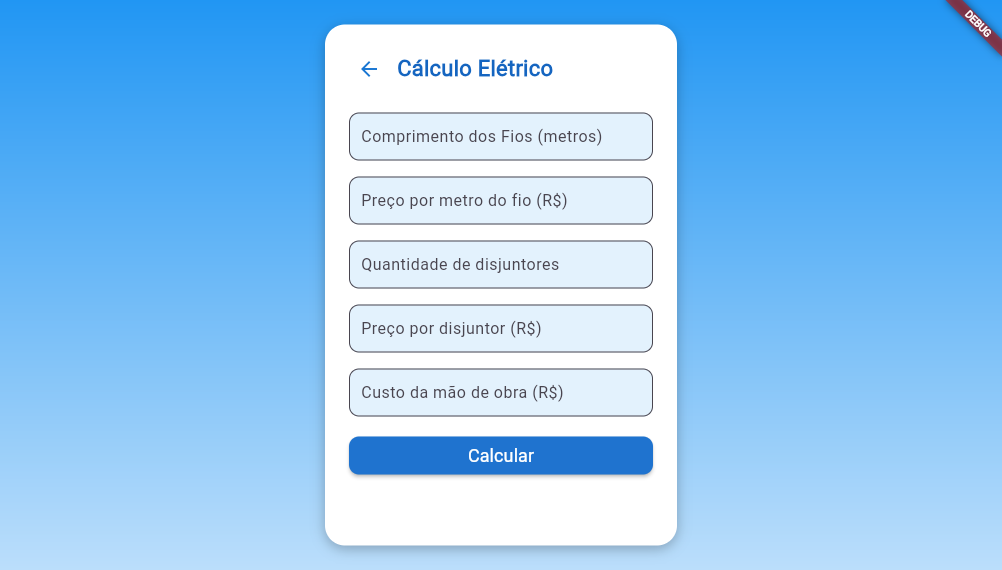 DEBUG
Cálculo Elétrico
Comprimento dos Fios (metros)
Preço por metro do fio (R$)
Quantidade de disjuntores
Preço por disjuntor (R$)
Custo da mão de obra (R$)
Calcular